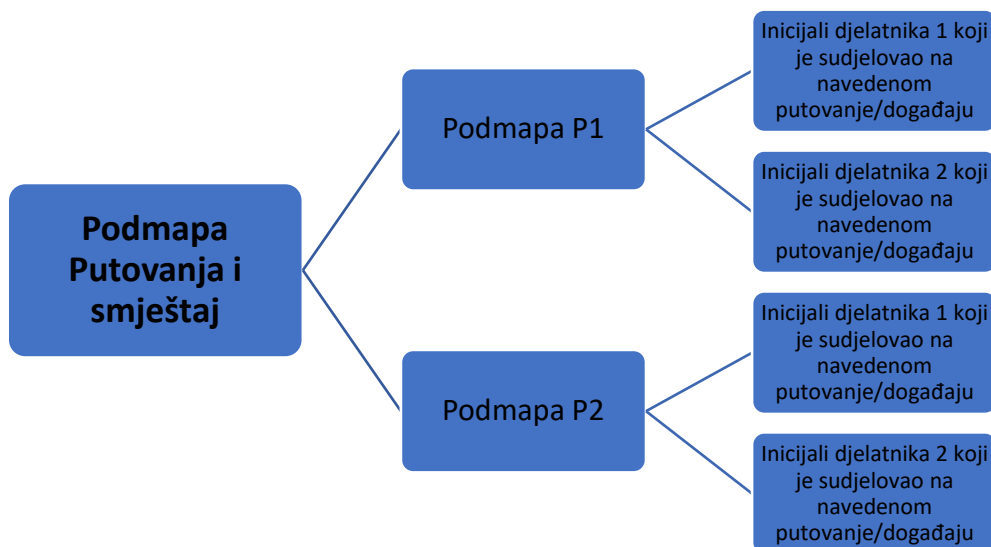 Podmapa
Putovanja i
smještaj
Podmapa P1
Inicijali djelatnika 1 koji
je sudjelovao na
navedenom
putovanje/događaju
Inicijali djelatnika 2 koji
je sudjelovao na
navedenom
putovanje/događaju
Podmapa P2
Inicijali djelatnika 1 koji
je sudjelovao na
navedenom
putovanje/događaju
Inicijali djelatnika 2 koji
je sudjelovao na
navedenom
putovanje/događaju